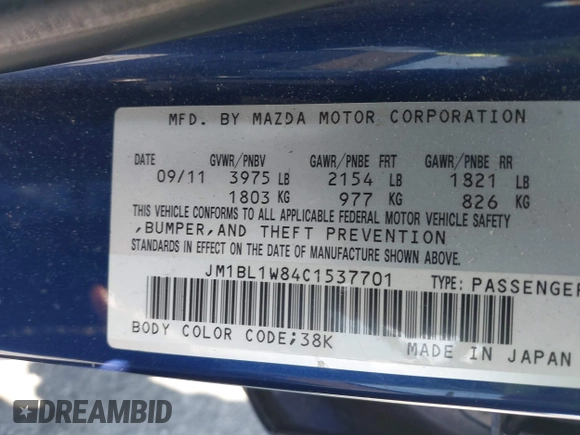 MFD. BY MAZDA MOTOR CORPORATION
DATE GVWR/PNBV GAWR/PNBE FRT GAWR/PNBE RR
09/11 3975 LB 2154 LB 1821 LB
1803 KG 977 KG 826 KG
THIS VEHICLE CONFORMS TO ALL APPLICABLE FEDERAL MOTOR VEHICLE SAFETY
,BUMPER,AND THEFT PREVENTION
STANDARDS IN EFFECT ON THE DATE OF MANUFACTURE SHOWN ABOVE.
JM1BL1W84C1537701 TYPE: PASSENGER
BODY COLOR CODE;38K MADE IN JAPAN
DREAMBID